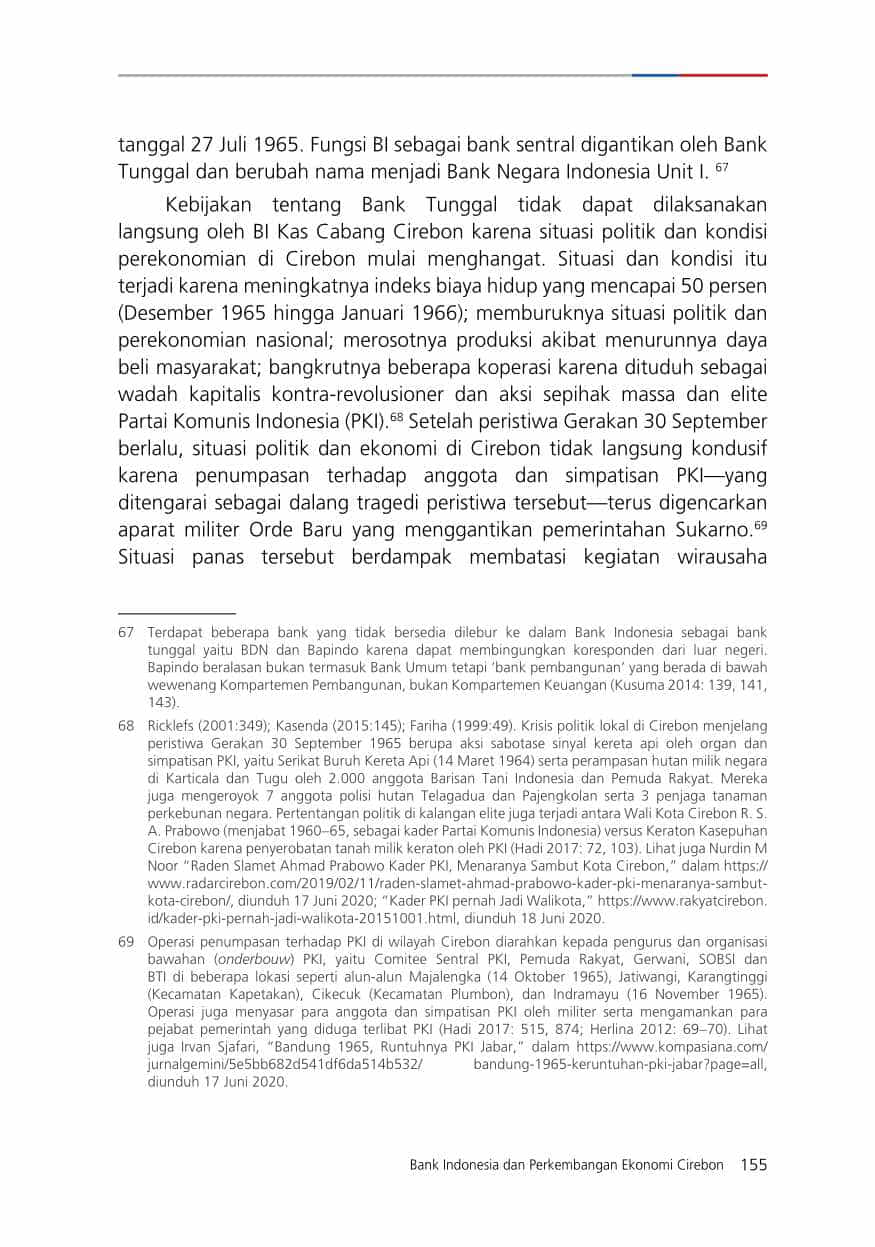 tanggal 27 Juli 1965. Fungsi BI sebagai bank sentral digantikan oleh Bank
Tunggal dan berubah nama menjadi Bank Negara Indonesia Unit I. 67
Kebijakan tentang Bank Tunggal tidak dapat dilaksanakan
langsung oleh BI Kas Cabang Cirebon karena situasi politik dan kondisi
perekonomian di Cirebon mulai menghangat. Situasi dan kondisi itu
terjadi karena meningkatnya indeks biaya hidup yang mencapai 50 persen
(Desember 1965 hingga Januari 1966); memburuknya situasi politik dan
perekonomian nasional; merosotnya produksi akibat menurunnya daya
beli masyarakat; bangkrutnya beberapa koperasi karena dituduh sebagai
wadah kapitalis kontra-revolusioner dan aksi sepihak massa dan elite
Partai Komunis Indonesia (PKI).68 Setelah peristiwa Gerakan 30 September
berlalu, situasi politik dan ekonomi di Cirebon tidak langsung kondusif
karena penumpasan terhadap anggota dan simpatisan PKI—yang
ditengarai sebagai dalang tragedi peristiwa tersebut—terus digencarkan
aparat militer Orde Baru yang menggantikan pemerintahan Sukarno.69
Situasi panas tersebut berdampak membatasi kegiatan wirausaha
67 Terdapat beberapa bank yang tidak bersedia dilebur ke dalam Bank Indonesia sebagai bank
tunggal yaitu BDN dan Bapindo karena dapat membingungkan koresponden dari luar negeri.
Bapindo beralasan bukan termasuk Bank Umum tetapi ‘bank pembangunan’ yang berada di bawah
wewenang Kompartemen Pembangunan, bukan Kompartemen Keuangan (Kusuma 2014: 139, 141,
143).
68 Ricklefs (2001:349); Kasenda (2015:145); Fariha (1999:49). Krisis politik lokal di Cirebon menjelang
peristiwa Gerakan 30 September 1965 berupa aksi sabotase sinyal kereta api oleh organ dan
simpatisan PKI, yaitu Serikat Buruh Kereta Api (14 Maret 1964) serta perampasan hutan milik negara
di Karticala dan Tugu oleh 2.000 anggota Barisan Tani Indonesia dan Pemuda Rakyat. Mereka
juga mengeroyok 7 anggota polisi hutan Telagadua dan Pajengkolan serta 3 penjaga tanaman
perkebunan negara. Pertentangan politik di kalangan elite juga terjadi antara Wali Kota Cirebon R. S.
A. Prabowo (menjabat 1960–65, sebagai kader Partai Komunis Indonesia) versus Keraton Kasepuhan
Cirebon karena penyerobatan tanah milik keraton oleh PKI (Hadi 2017: 72, 103). Lihat juga Nurdin M
Noor “Raden Slamet Ahmad Prabowo Kader PKI, Menaranya Sambut Kota Cirebon,” dalam https://
www.radarcirebon.com/2019/02/11/raden-slamet-ahmad-prabowo-kader-pki-menaranya-sambut-
kota-cirebon/, diunduh 17 Juni 2020; “Kader PKI pernah Jadi Walikota,” https://www.rakyatcirebon.
id/kader-pki-pernah-jadi-walikota-20151001.html, diunduh 18 Juni 2020.
69 Operasi penumpasan terhadap PKI di wilayah Cirebon diarahkan kepada pengurus dan organisasi
bawahan (onderbouw) PKI, yaitu Comitee Sentral PKI, Pemuda Rakyat, Gerwani, SOBSI dan
BTI di beberapa lokasi seperti alun-alun Majalengka (14 Oktober 1965), Jatiwangi, Karangtinggi
(Kecamatan Kapetakan), Cikecuk (Kecamatan Plumbon), dan Indramayu (16 November 1965).
Operasi juga menyasar para anggota dan simpatisan PKI oleh militer serta mengamankan para
pejabat pemerintah yang diduga terlibat PKI (Hadi 2017: 515, 874; Herlina 2012: 69–70). Lihat
juga Irvan Sjafari, “Bandung 1965, Runtuhnya PKI Jabar,” dalam https://www.kompasiana.com/
jurnalgemini/5e5bb682d541df6da514b532/ bandung-1965-keruntuhan-pki-jabar?page=all,
diunduh 17 Juni 2020.
Bank Indonesia dan Perkembangan Ekonomi Cirebon 155